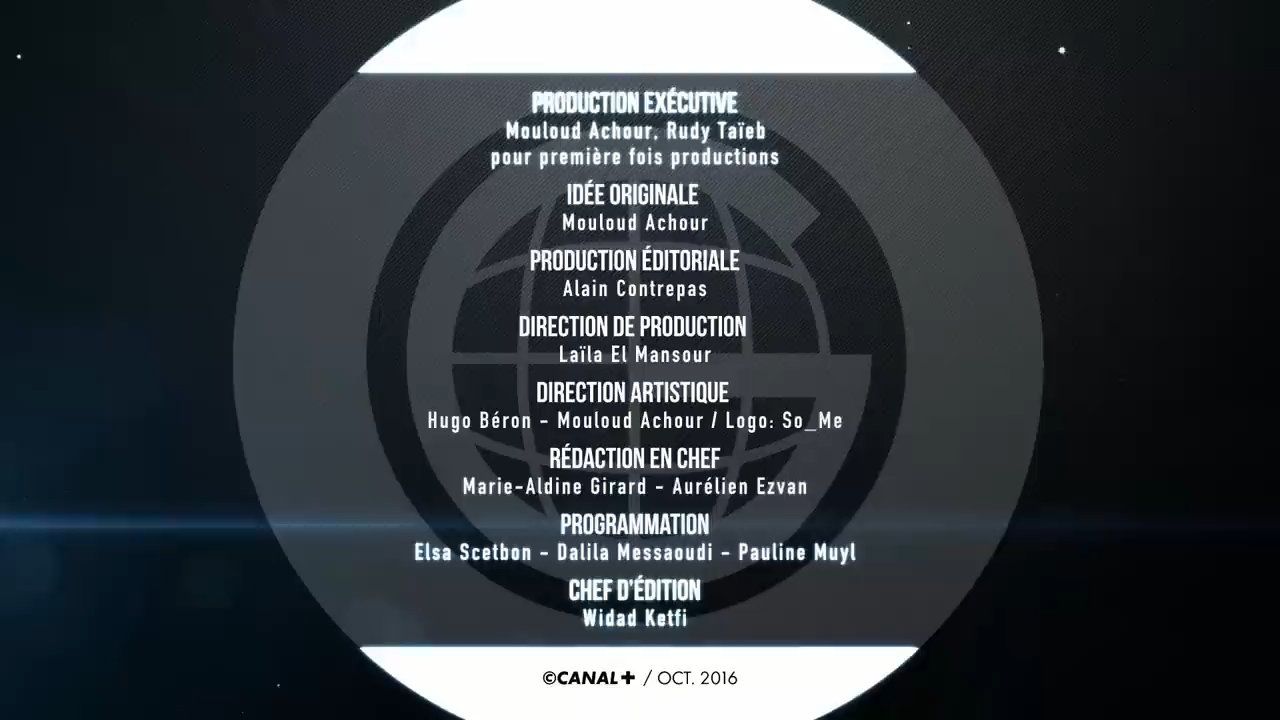 PRODUCTION EXÉCUTIVE
Mouloud Achour, Rudy Taïeb
pour première fois productions
IDÉE ORIGINALE
Mouloud Achour
PRODUCTION ÉDITORIALE
Alain Contrepas
DIRECTION DE PRODUCTION
Laïla El Mansour
DIRECTION ARTISTIQUE
Hugo Béron - Mouloud Achour / Logo: So_Me
RÉDACTION EN CHEF
Marie-Aldine Girard - Aurélien Ezvan
PROGRAMMATION
Elsa Scetbon - Dalila Messaoudi - Pauline Muyl
CHEF D'ÉDITION
Widad Ketfi
©CANAL+ / OCT. 2016